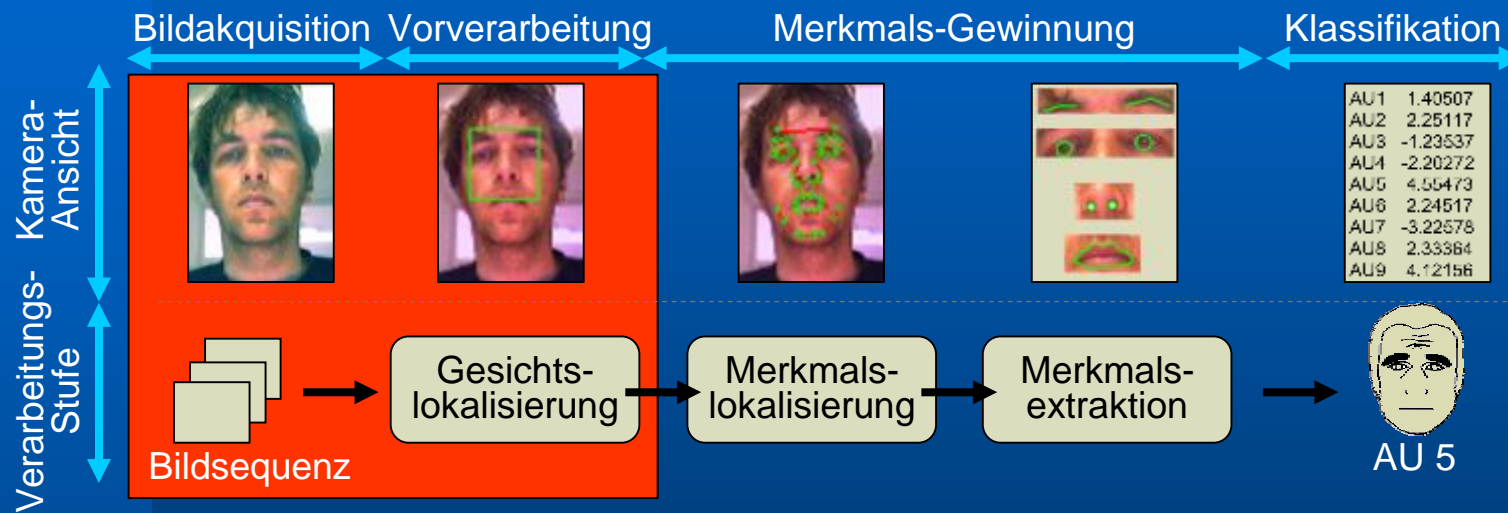 Bildakquisition Vorverarbeitung Merkmals-Gewinnung Klassifikation
Kamera-
Ansicht
AU1 1.40507
AU2 2.25117
AU3 -1.23537
AU4 -2.20272
AU5 4.55473
AU6 2.24517
AU7 -3.22578
AU8 2.33364
AU9 4.12156
Verarbeitungs-
Stufe
Bildsequenz
Gesichts-
lokalisierung
Merkmals-
lokalisierung
Merkmals-
extraktion
AU 5